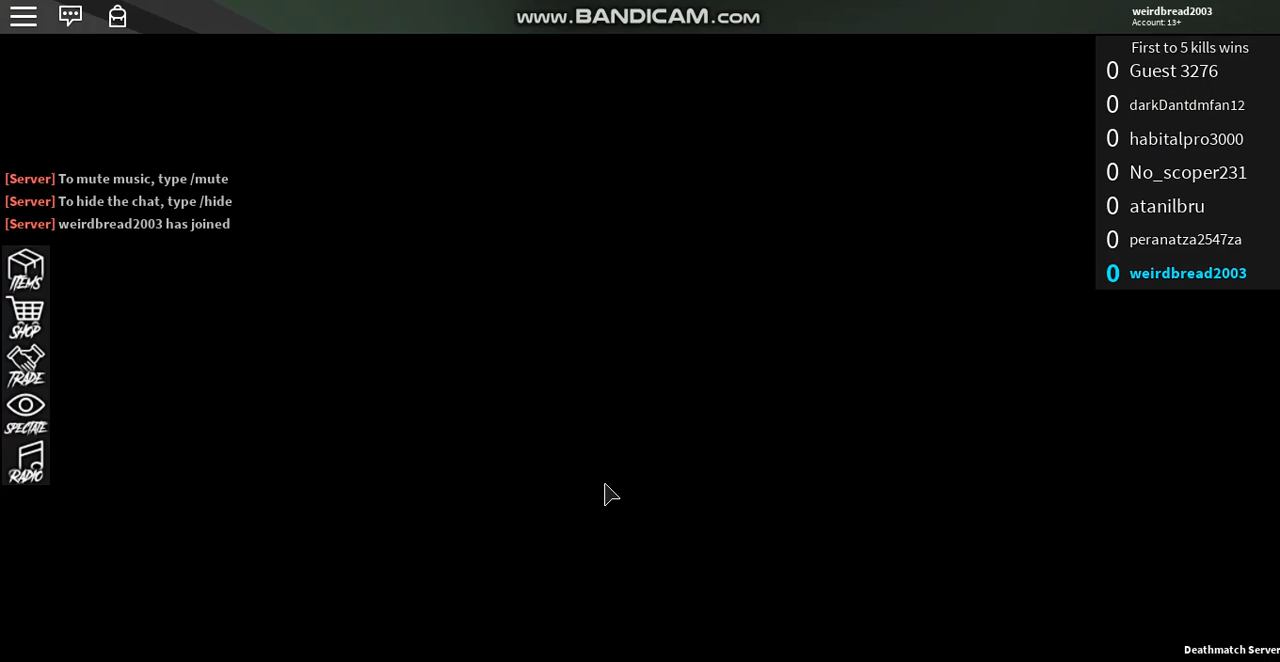 www.BANDICAM.com
weirdbread2003
Account: 13+
First to 5 kills wins
0 Guest 3276
0 darkDantdmfan12
0 habitalpro3000
0 No_scoper231
0 atanilbru
0 peranatza2547za
0 weirdbread2003
[Server] To mute music, type /mute
[Server] To hide the chat, type /hide
[Server] weirdbread2003 has joined
ITEMS
SHOP
TRADE
SPECTATE
RADIO
Deathmatch Server